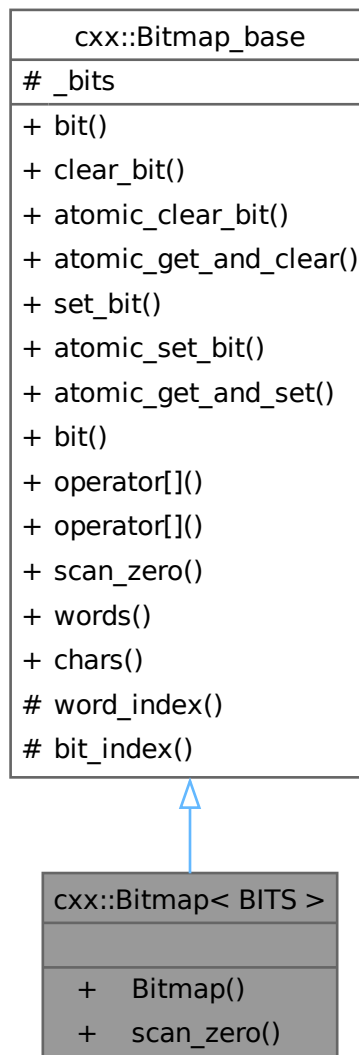 cxx::Bitmap_base
# _bits
+ bit()
+ clear_bit()
+ atomic_clear_bit()
+ atomic_get_and_clear()
+ set_bit()
+ atomic_set_bit()
+ atomic_get_and_set()
+ bit()
+ operator[]()
+ operator[]()
+ scan_zero()
+ words()
+ chars()
# word_index()
# bit_index()
cxx::Bitmap< BITS >
+ Bitmap()
+ scan_zero()